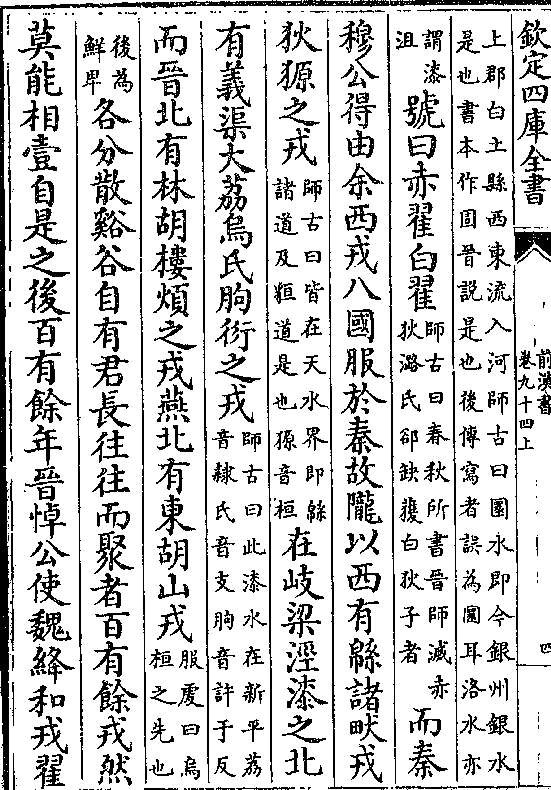 欽定四庫全書
前漢書
卷九十四上
四
上郡白土縣西東流入河師古曰圜水即今銀州銀水
是也書本作圁晉説是也後傳寫者誤為圜耳洛水亦
謂漆
沮
號曰赤翟白翟
師古曰春秋所書晉師滅赤
狄潞氏郤缺獲白狄子者
而秦
穆公得由余西戎八國服於秦故隴以西有緜諸畎戎
狄獂之戎
師古曰皆在天水界即緜
諸道及狟道是也獂音桓
在岐梁涇漆之北
有義渠大荔烏氏朐衍之戎
師古曰此漆水在新平荔
音隸氏音支朐音許于反
而晉北有林胡樓煩之戎燕北有東胡山戎
服䖍曰烏
桓之先也
後為
鮮卑
各分散谿谷自有君長往往而聚者百有餘戎然
莫能相壹自是之後百有餘年晉悼公使魏絳和戎翟